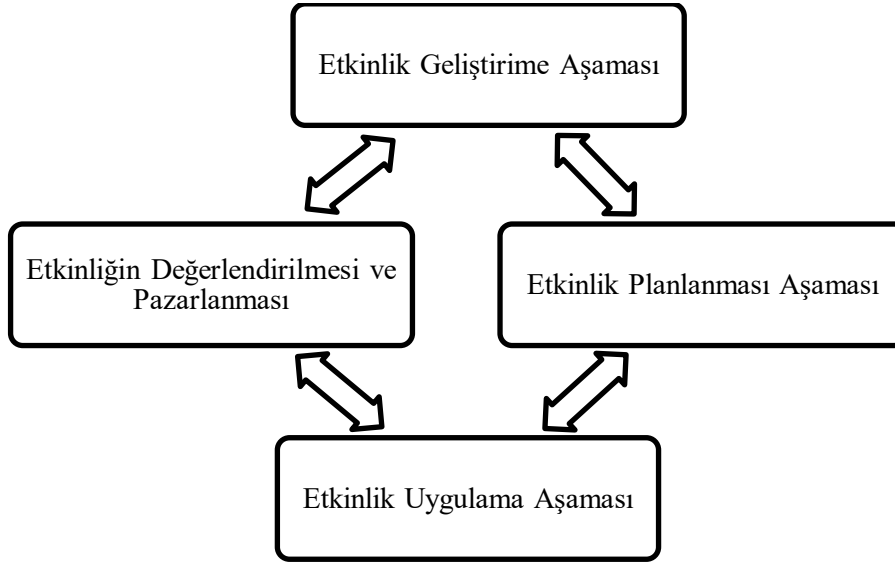 Etkinlik Geliştirime Aşaması
Etkinliğin Değerlendirilmesi ve
Pazarlanması
Etkinlik Planlanması Aşaması
Etkinlik Uygulama Aşaması